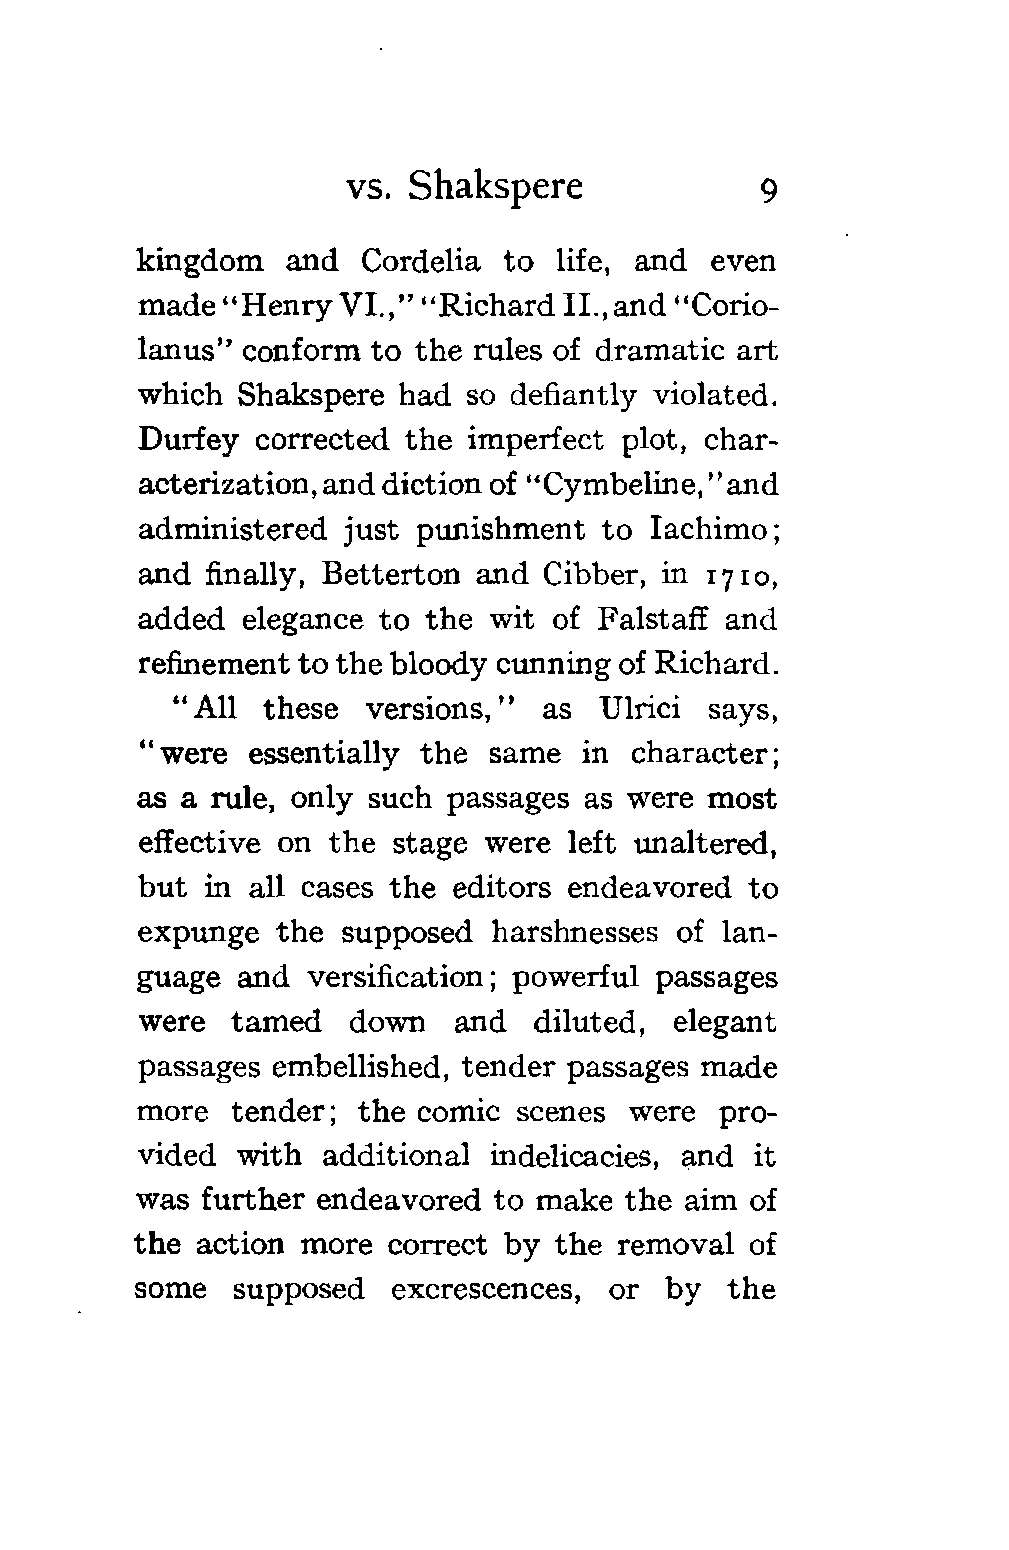 vs. Shakspere 9
kingdom and Cordelia to life, and even
made "Henry VI.," "Richard II., and "Corio-
lanus" conform to the rules of dramatic art
which Shakspere had so defiantly violated.
Durfey corrected the imperfect plot, char-
acterization, and diction of "Cymbeline," and
administered just punishment to Iachimo;
and finally, Betterton and Cibber, in 1710,
added elegance to the wit of Falstaff and
refinement to the bloody cunning of Richard.
"All these versions," as Ulrici says,
"were essentially the same in character;
as a rule, only such passages as were most
effective on the stage were left unaltered,
but in all cases the editors endeavored to
expunge the supposed harshnesses of lan-
guage and versification; powerful passages
were tamed down and diluted, elegant
passages embellished, tender passages made
more tender; the comic scenes were pro-
vided with additional indelicacies, and it
was further endeavored to make the aim of
the action more correct by the removal of
some supposed excrescences, or by the